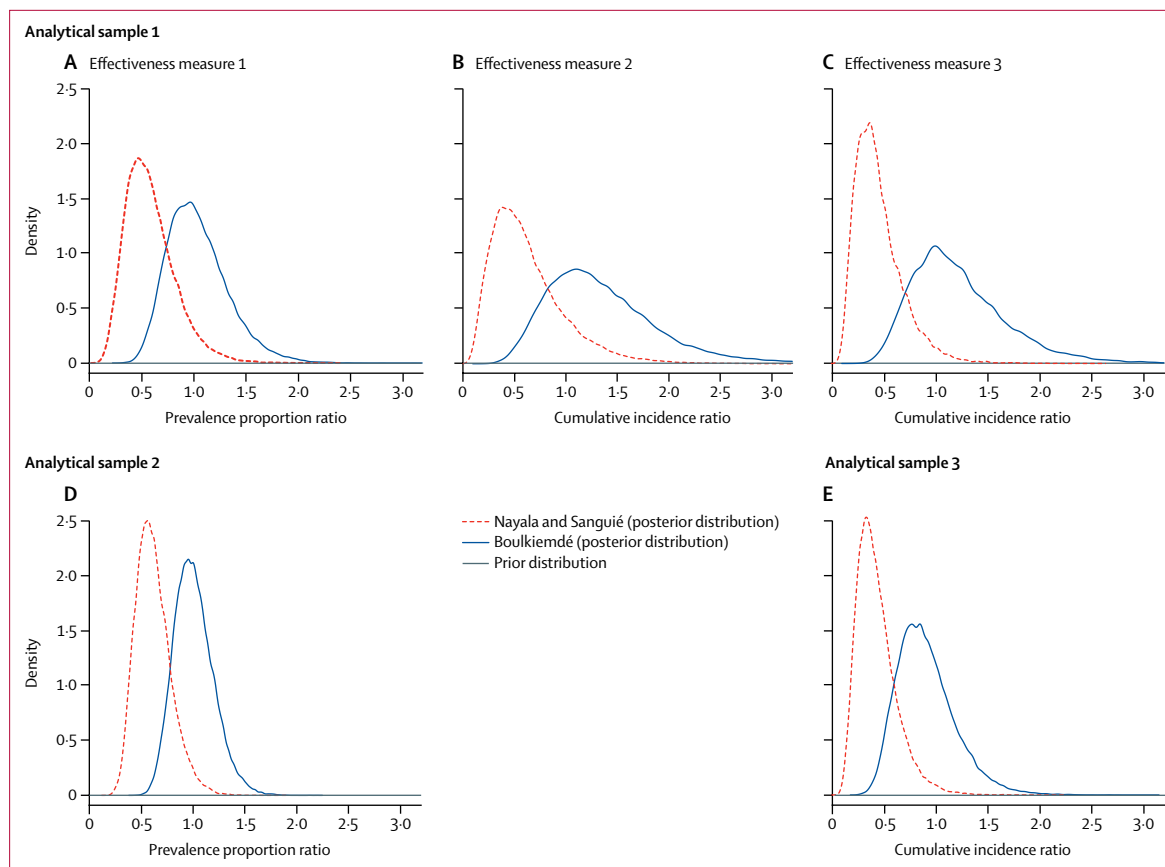 Analytical sample 1
A Effectiveness measure 1
B Effectiveness measure 2
C Effectiveness measure 3
2·5
2·0
1·5
1·0
0·5
0
Density
0 0·5 1·0 1·5 2·0 2·5 3·0
Prevalence proportion ratio
0 0·5 1·0 1·5 2·0 2·5 3·0
Cumulative incidence ratio
0 0·5 1·0 1·5 2·0 2·5 3·0
Cumulative incidence ratio
Analytical sample 2
D
2·5
2·0
1·5
1·0
0·5
0
Density
0 0·5 1·0 1·5 2·0 2·5 3·0
Prevalence proportion ratio
Nayala and Sanguié (posterior distribution)
Boulkiemdé (posterior distribution)
Prior distribution
Analytical sample 3
E
0 0·5 1·0 1·5 2·0 2·5 3·0
Cumulative incidence ratio